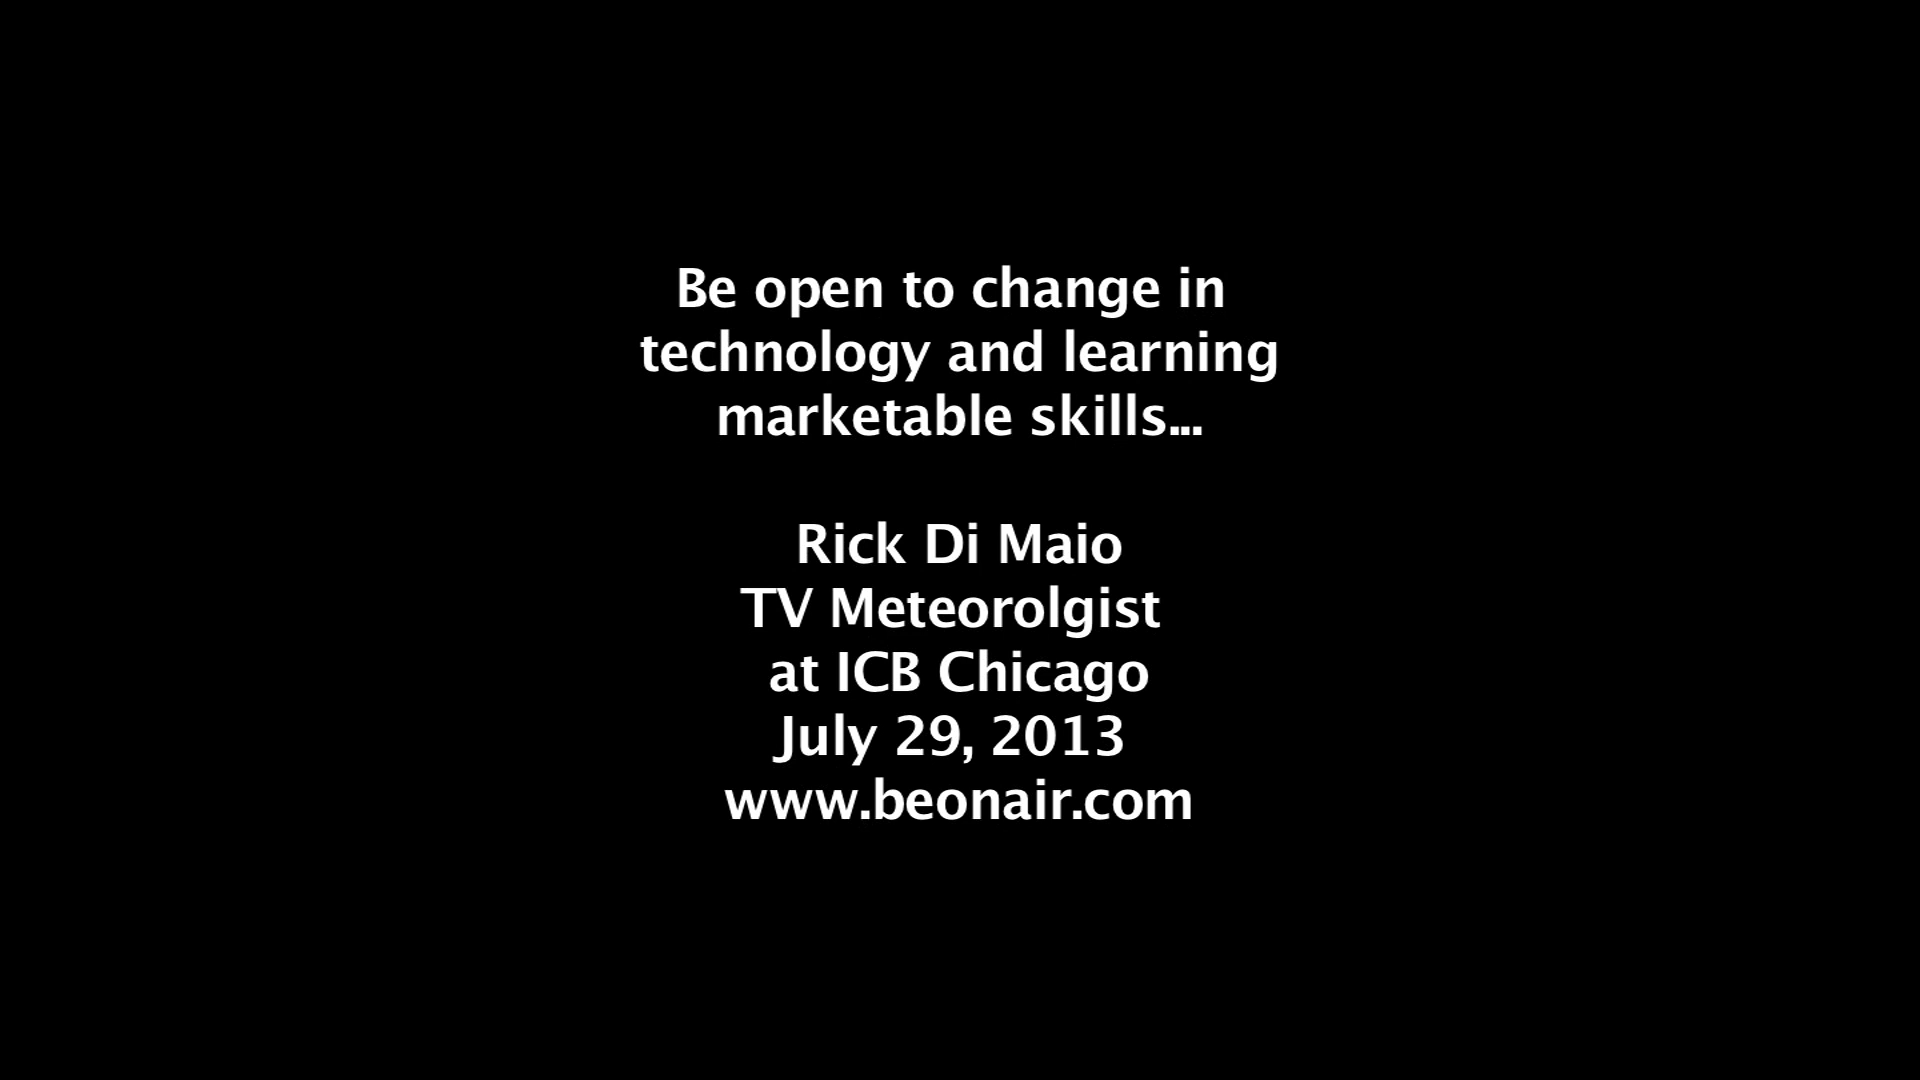 Be open to change in
technology and learning
marketable skills...
Rick Di Maio
TV Meteorolgist
at ICB Chicago
July 29, 2013
www.beonair.com